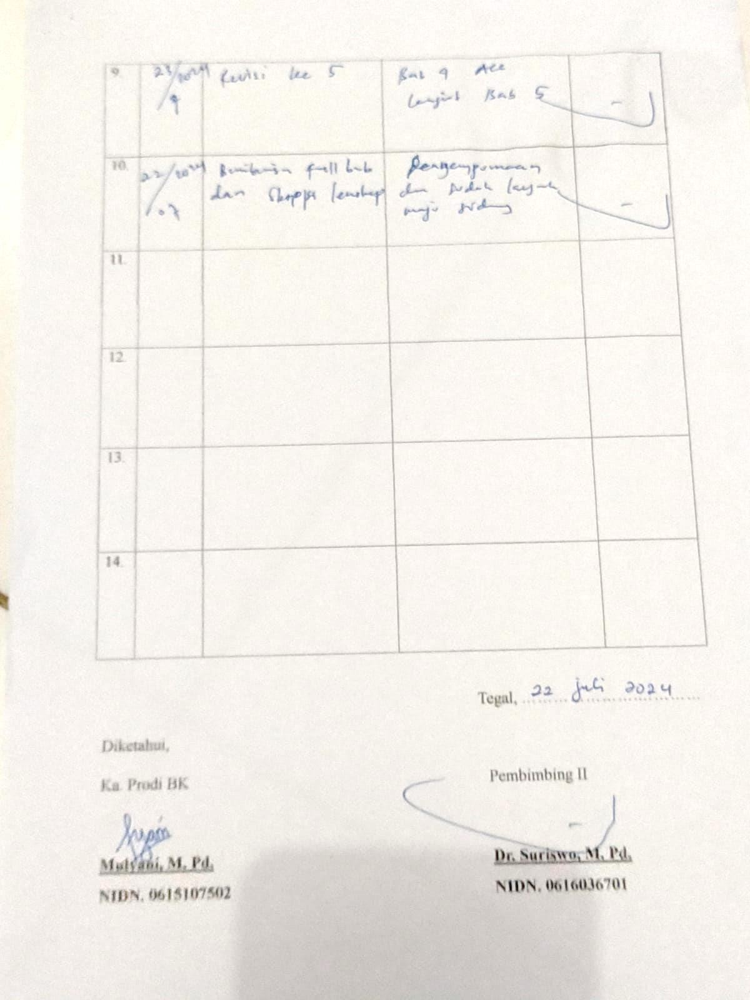 9.
23/2024
/9
Revisi ke 5
Bab 4 Acc
Lanjut Bab 5
10.
22/2024
/07
Bimbingan full bab
dan Skripsi lengkap
Penyempurnaan
dan sudah layak
maju sidang
11.
12.
13.
14.
Tegal, 22 juli 2024
Diketahui,
Ka. Prodi BK
Pembimbing II
Mulyani, M. Pd.
NIDN. 0615107502
Dr. Suriswo, M. Pd.
NIDN. 0616036701